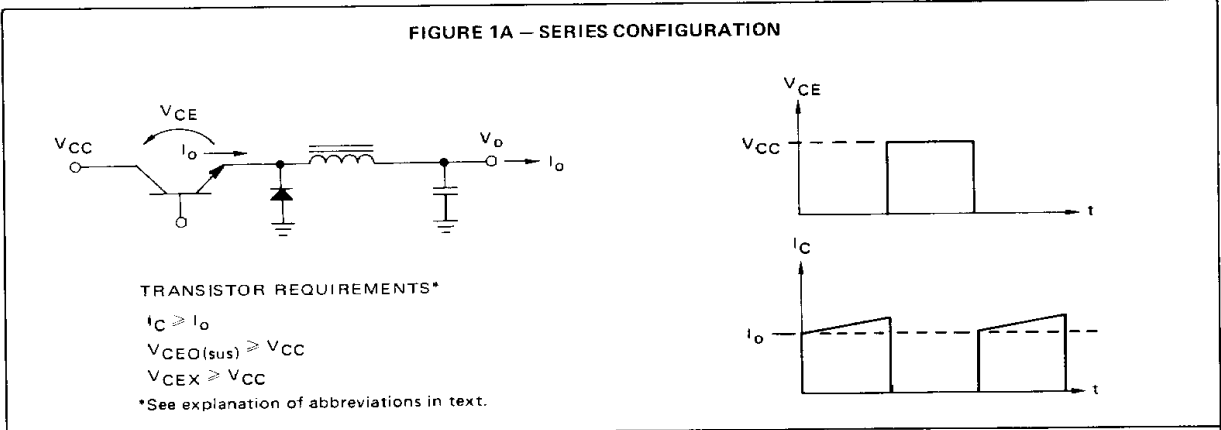 FIGURE 1A — SERIES CONFIGURATION
VCE
VCC
Io
Vo
Io
TRANSISTOR REQUIREMENTS*
IC ⩾ Io
VCEO(sus) ⩾ VCC
VCEX ⩾ VCC
*See explanation of abbreviations in text.
VCE
VCC
t
IC
Io
t